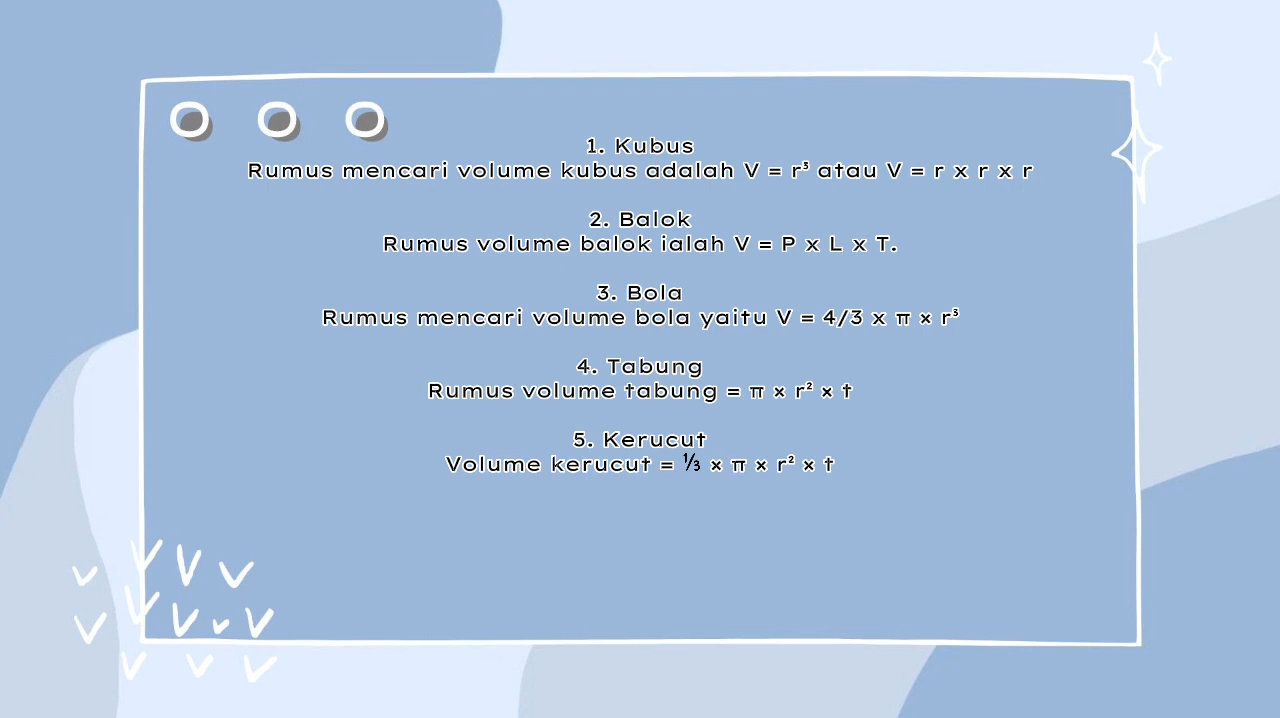 1. Kubus
Rumus mencari volume kubus adalah V = r³ atau V = r x r x r
2. Balok
Rumus volume balok ialah V = P x L x T.
3. Bola
Rumus mencari volume bola yaitu V = 4/3 x π × r³
4. Tabung
Rumus volume tabung = π × r² × t
5. Kerucut
Volume kerucut = ⅓ × π × r² × t